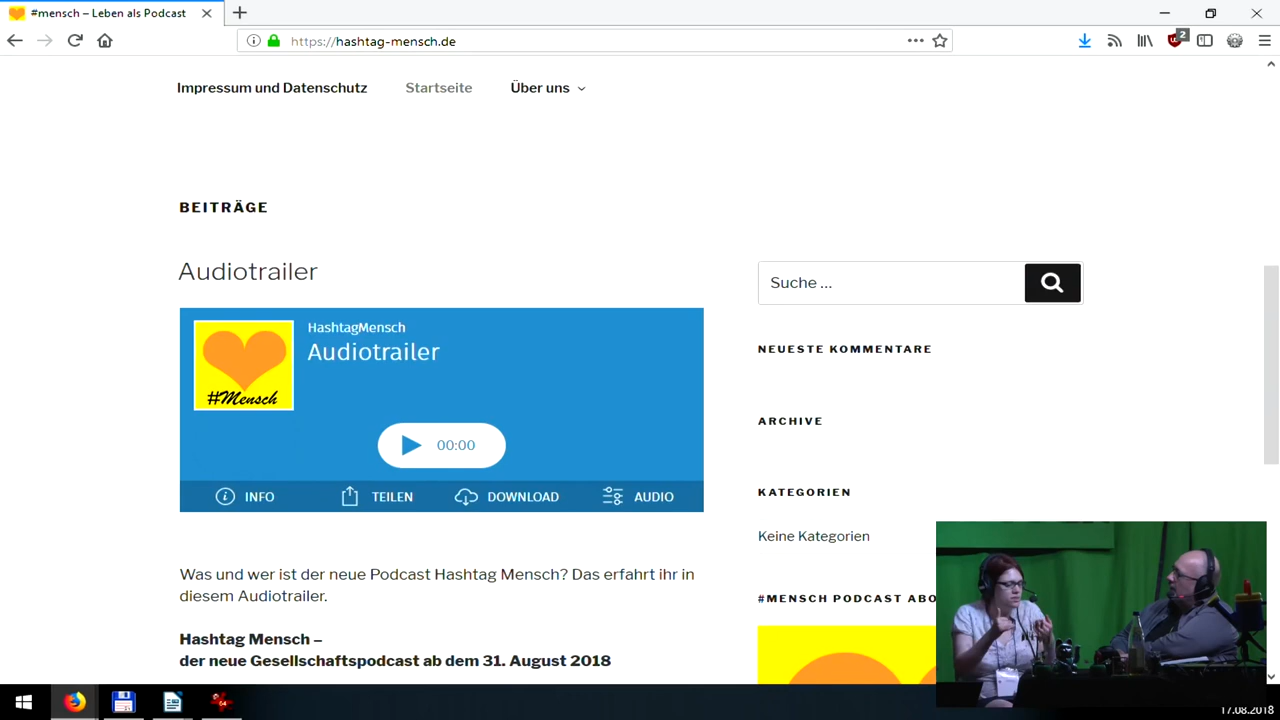 #mensch – Leben als Podcast
https://hashtag-mensch.de
2
Impressum und Datenschutz
Startseite
Über uns
BEITRÄGE
Audiotrailer
HashtagMensch
Audiotrailer
#Mensch
00:00
INFO
TEILEN
DOWNLOAD
AUDIO
Was und wer ist der neue Podcast Hashtag Mensch? Das erfahrt ihr in
diesem Audiotrailer.
Hashtag Mensch –
der neue Gesellschaftspodcast ab dem 31. August 2018
Suche ...
NEUESTE KOMMENTARE
ARCHIVE
KATEGORIEN
Keine Kategorien
#MENSCH PODCAST ABO
64
17.08.2018